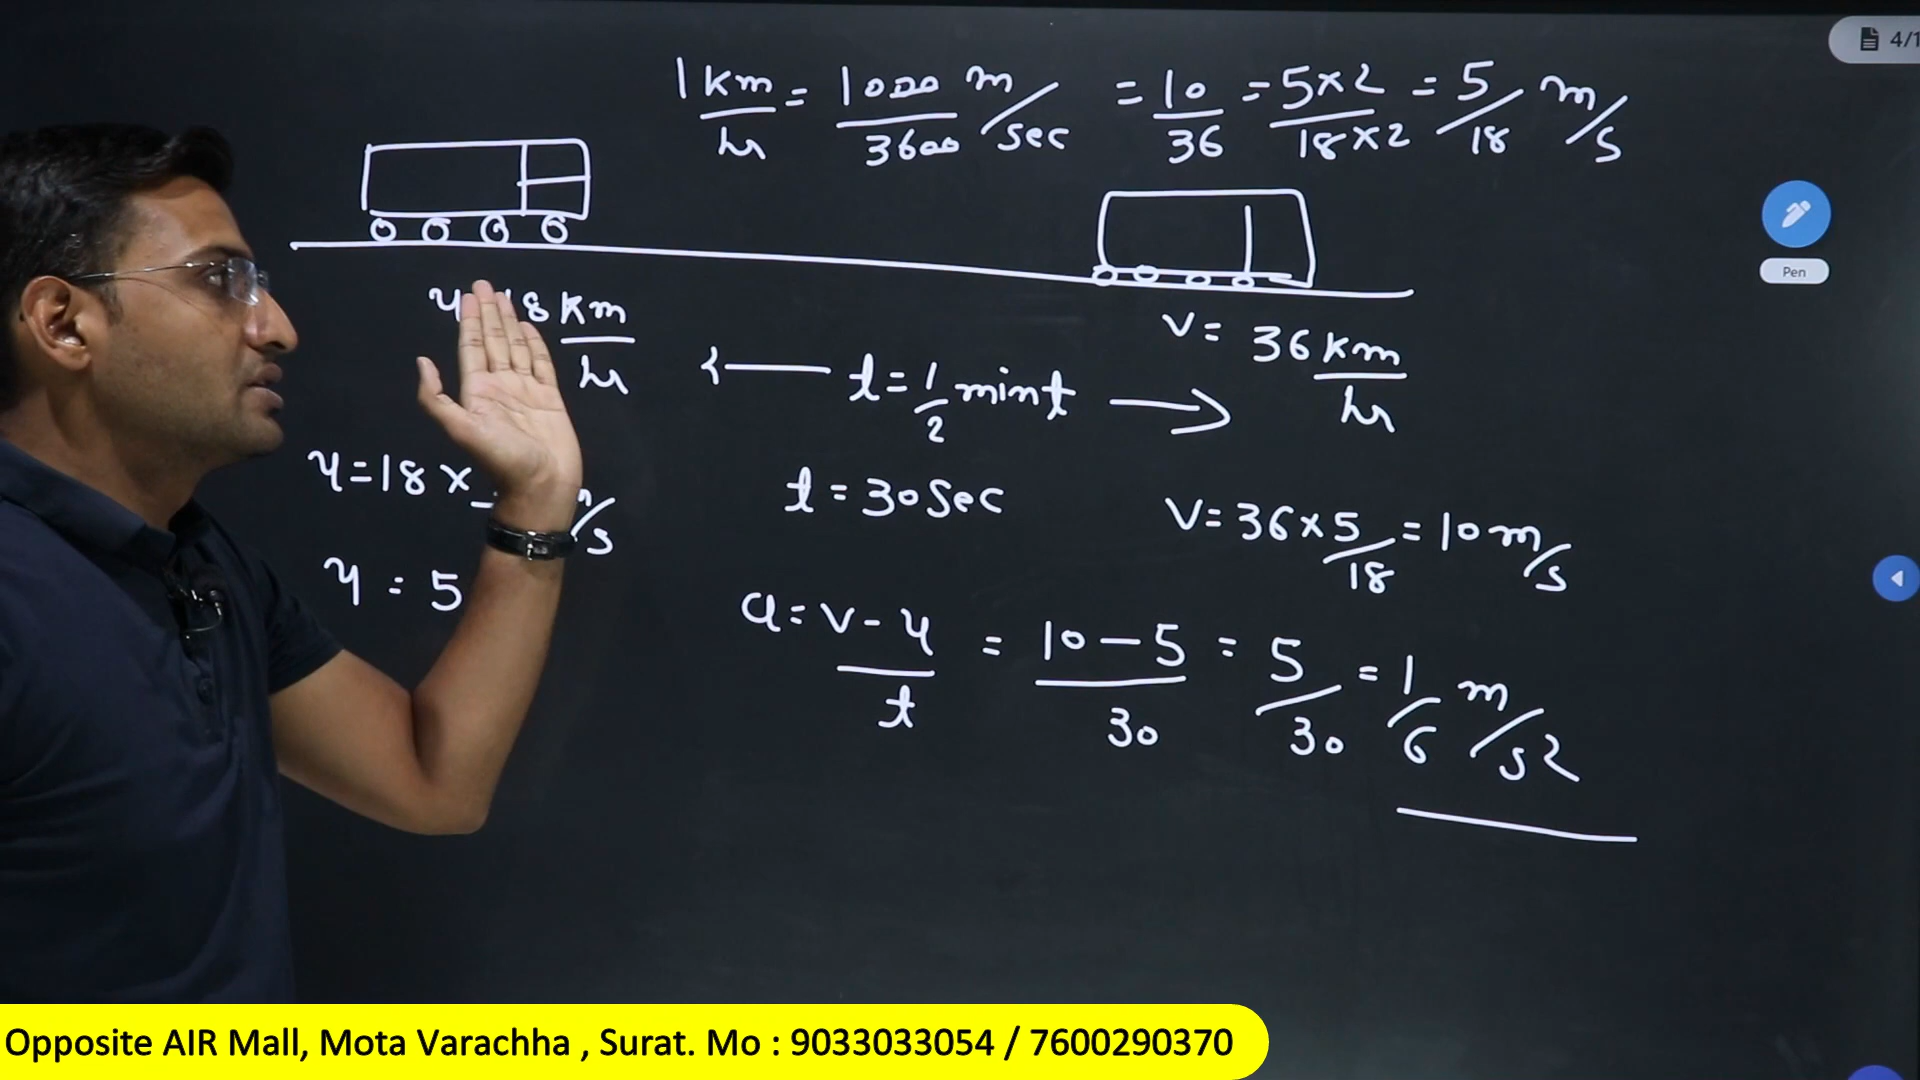 1 km/hr = 1000/3600 m/sec = 10/36 = 5×2/18×2 = 5/18 m/s
4/1
Pen
8 km/hr
v = 36 km/hr
t = 1/2 mint
u = 18 ×
/s
t = 30 Sec
v = 36 × 5/18 = 10 m/s
u = 5
a = v - u/t = 10 - 5/30 = 5/30 = 1/6 m/s2
Opposite AIR Mall, Mota Varachha , Surat. Mo : 9033033054 / 7600290370